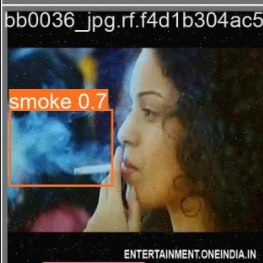 bb0036_jpg.rf.f4d1b304ac5
smoke 0.7
ENTERTAINMENT.ONEINDIA.IN